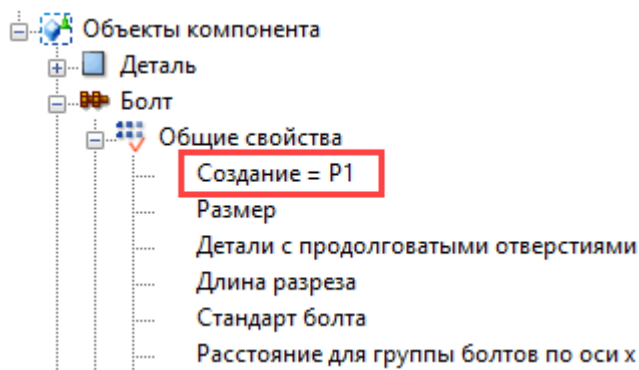 Объекты компонента
Деталь
Болт
Общие свойства
Создание = P1
Размер
Детали с продолговатыми отверстиями
Длина разреза
Стандарт болта
Расстояние для группы болтов по оси x